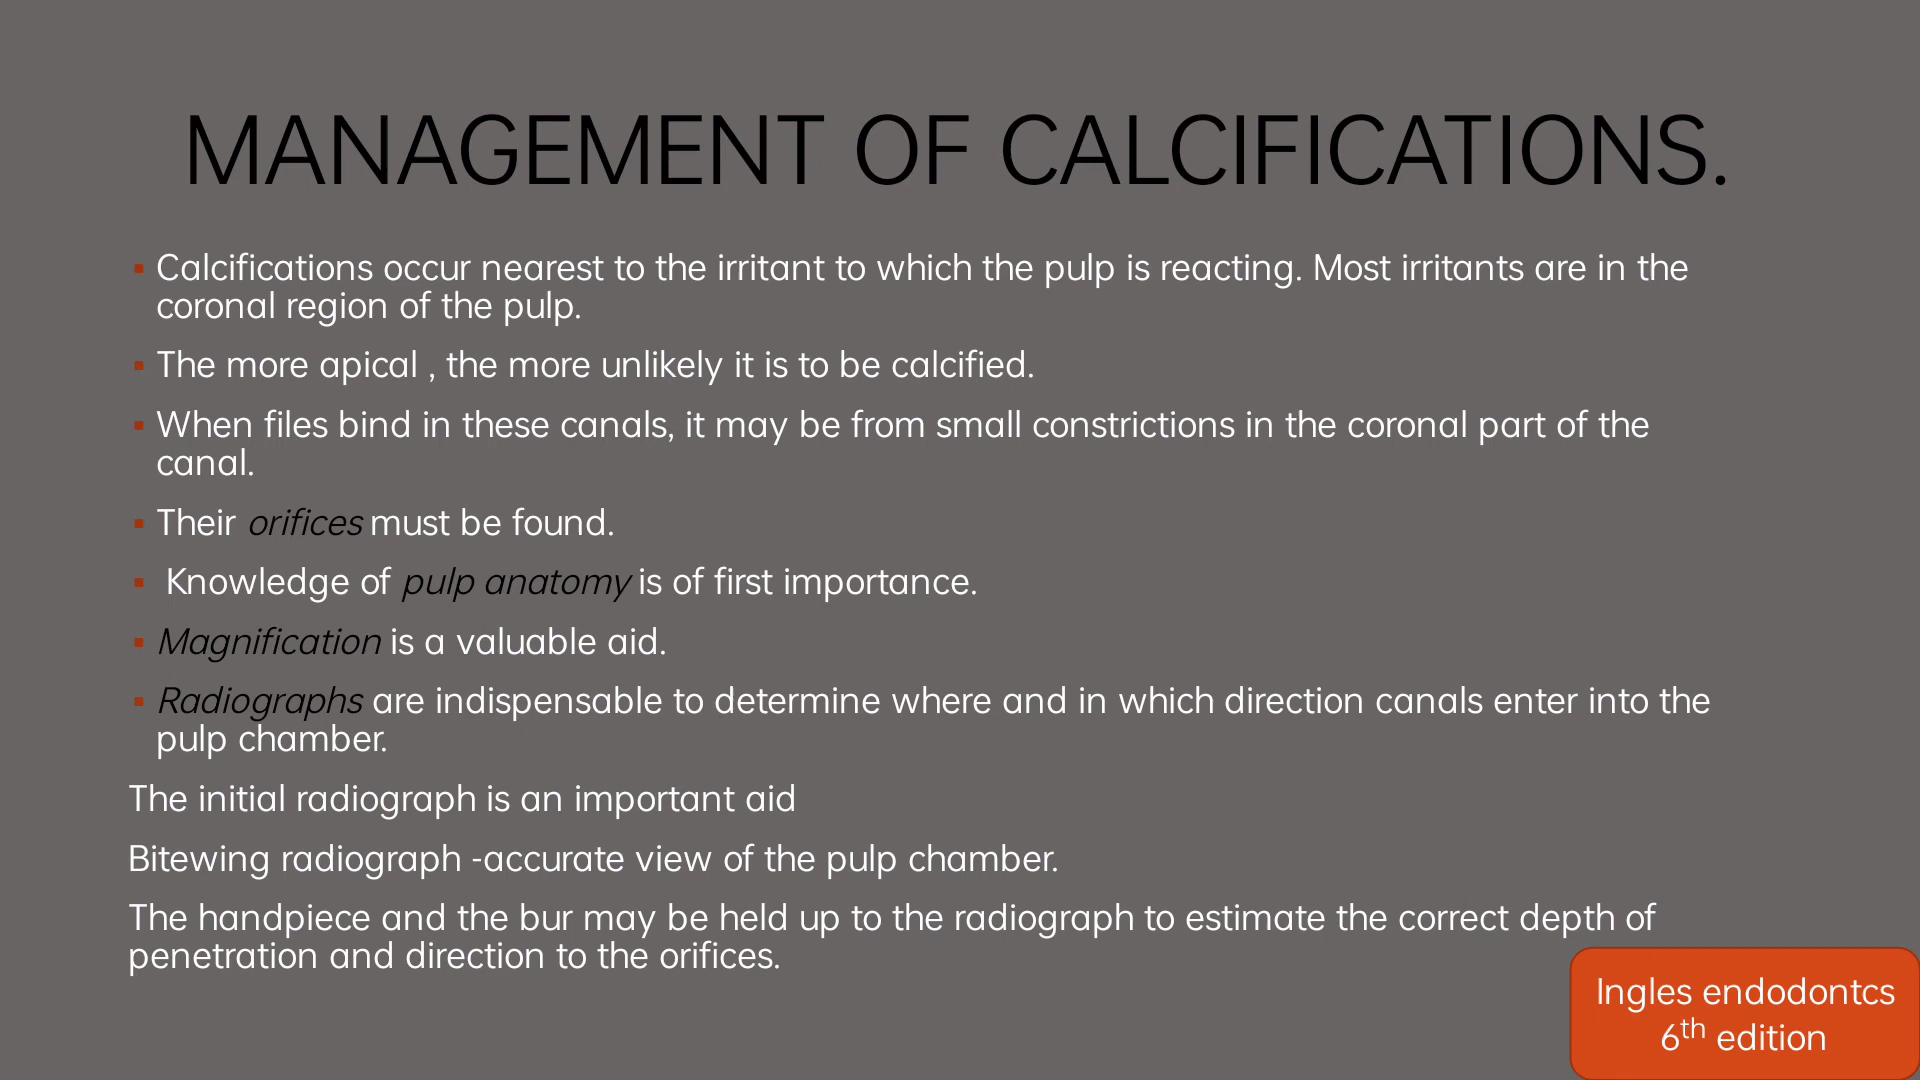 MANAGEMENT OF CALCIFICATIONS.
▪ Calcifications occur nearest to the irritant to which the pulp is reacting. Most irritants are in the
coronal region of the pulp.
▪ The more apical , the more unlikely it is to be calcified.
▪ When files bind in these canals, it may be from small constrictions in the coronal part of the
canal.
▪ Their orifices must be found.
▪ Knowledge of pulp anatomy is of first importance.
▪ Magnification is a valuable aid.
▪ Radiographs are indispensable to determine where and in which direction canals enter into the
pulp chamber.
The initial radiograph is an important aid
Bitewing radiograph -accurate view of the pulp chamber.
The handpiece and the bur may be held up to the radiograph to estimate the correct depth of
penetration and direction to the orifices.
Ingles endodontcs
6th edition